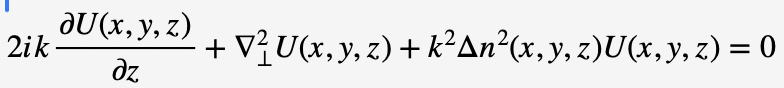 2ik ∂U(x, y, z)/∂z + ∇²⊥ U(x, y, z) + k²Δn²(x, y, z)U(x, y, z) = 0